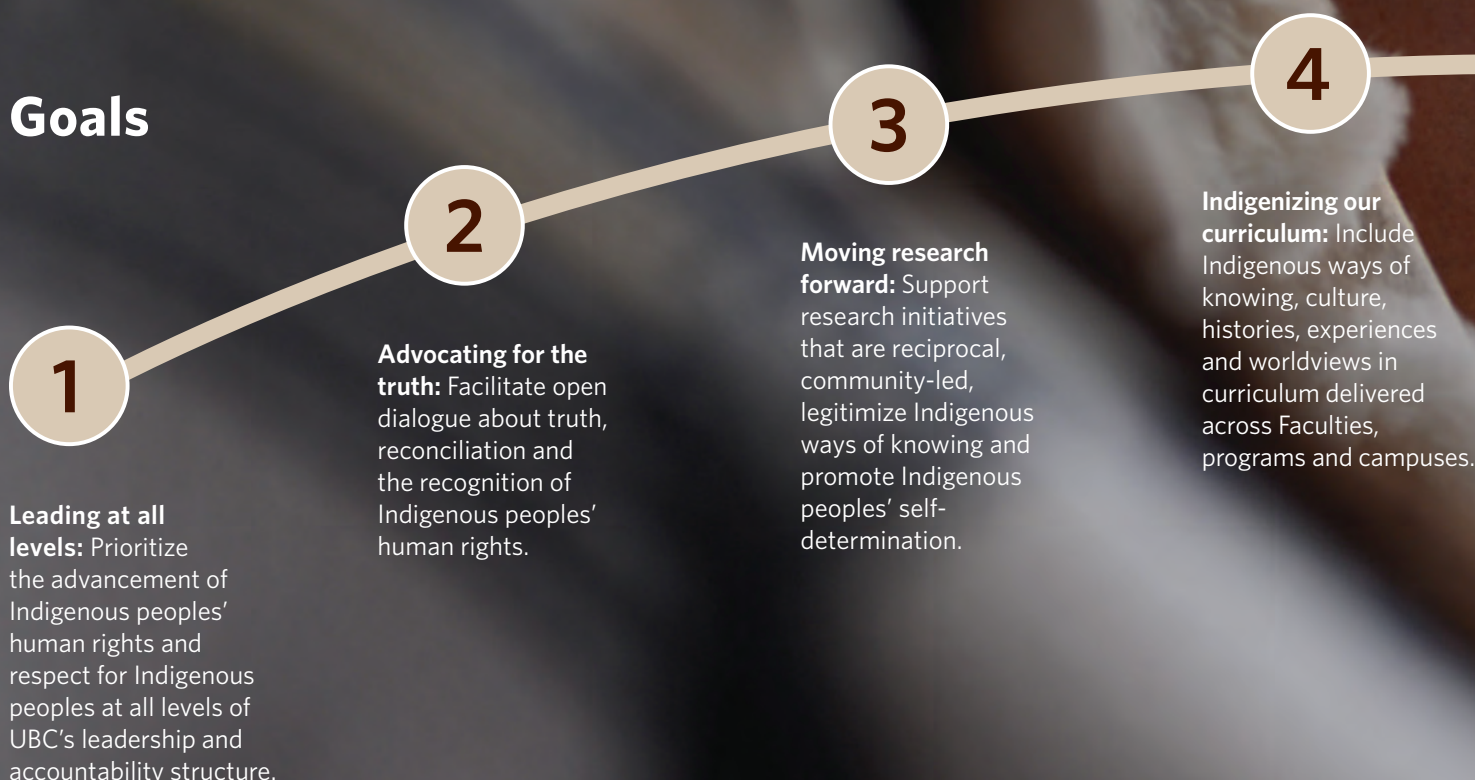 Goals
1
Leading at all
levels: Prioritize
the advancement of
Indigenous peoples’
human rights and
respect for Indigenous
peoples at all levels of
UBC’s leadership and
accountability structure.
2
Advocating for the
truth: Facilitate open
dialogue about truth,
reconciliation and
the recognition of
Indigenous peoples’
human rights.
3
Moving research
forward: Support
research initiatives
that are reciprocal,
community-led,
legitimize Indigenous
ways of knowing and
promote Indigenous
peoples’ self-
determination.
4
Indigenizing our
curriculum: Include
Indigenous ways of
knowing, culture,
histories, experiences
and worldviews in
curriculum delivered
across Faculties,
programs and campuses.